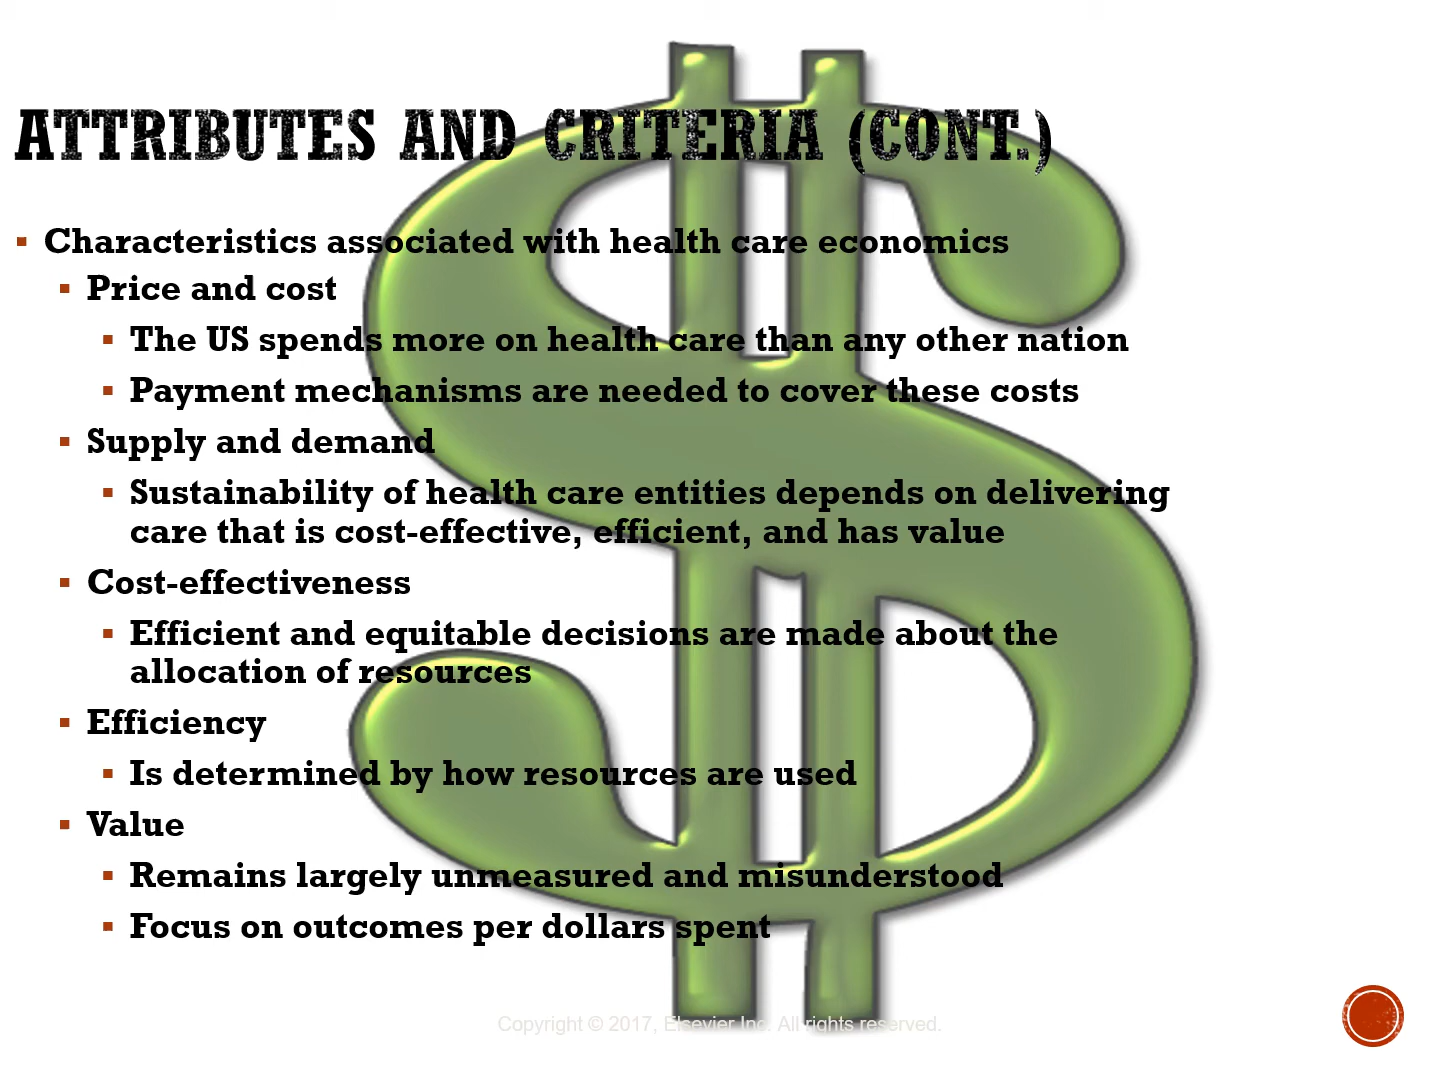 ATTRIBUTES AND CRITERIA (CONT.)
Characteristics associated with health care economics
Price and cost
The US spends more on health care than any other nation
Payment mechanisms are needed to cover these costs
Supply and demand
Sustainability of health care entities depends on delivering
care that is cost-effective, efficient, and has value
Cost-effectiveness
Efficient and equitable decisions are made about the
allocation of resources
Efficiency
Is determined by how resources are used
Value
Remains largely unmeasured and misunderstood
Focus on outcomes per dollars spent
Copyright © 2017, Elsevier Inc. All rights reserved.